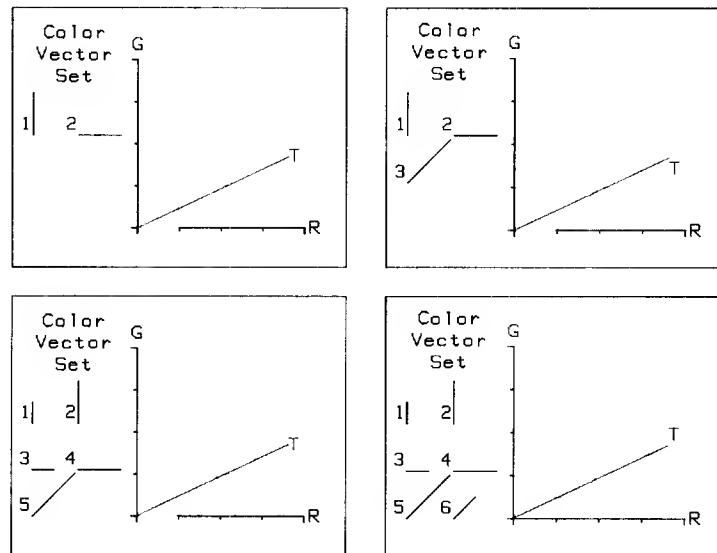 Color
Vector
Set
G
1 2
T
R
Color
Vector
Set
G
1 2
3
T
R
Color
Vector
Set
G
1 2
3 4
5
T
R
Color
Vector
Set
G
1 2
3 4
5 6
T
R